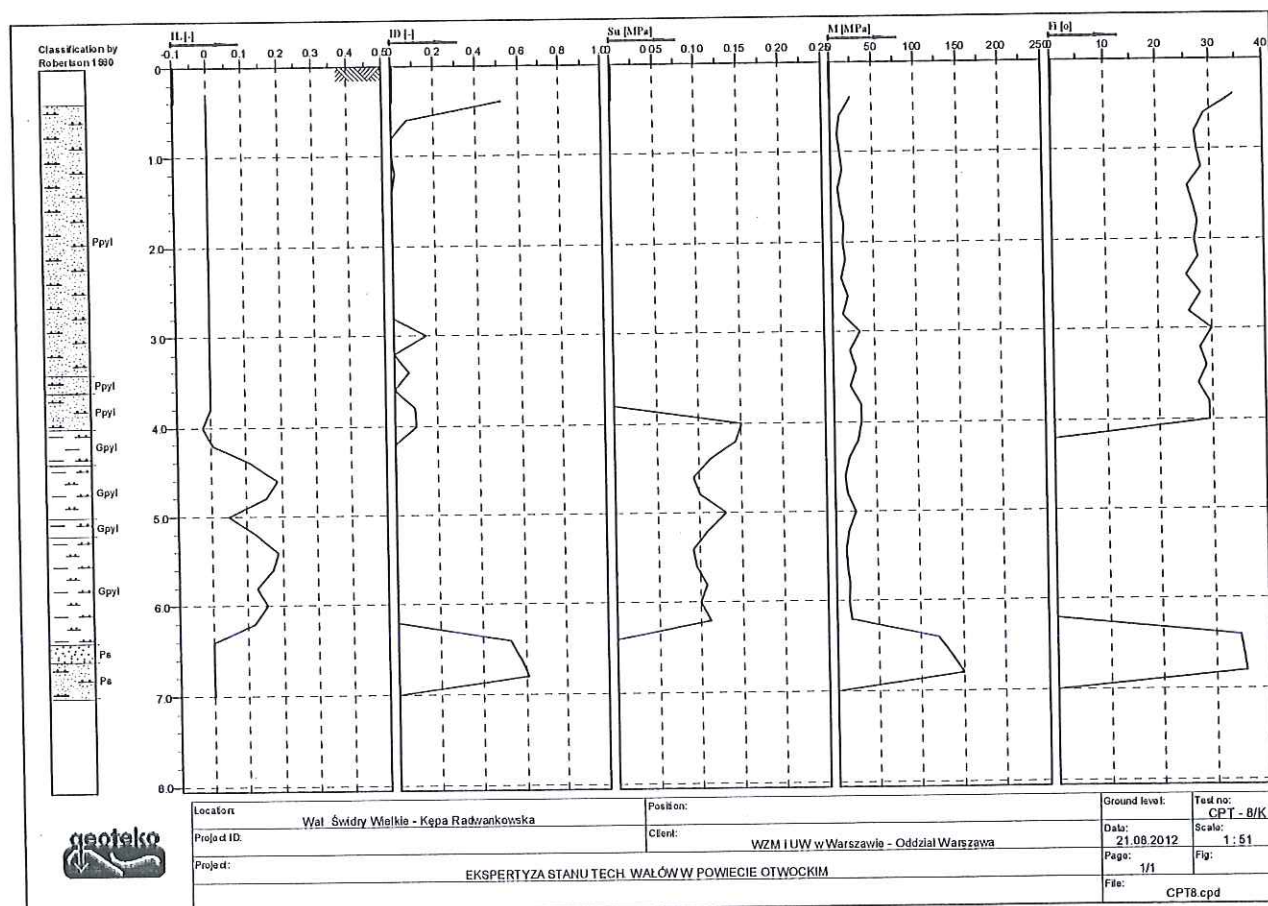 Classification by
Robertson 1990
IL [-]
-0.1 0 0.1 0.2 0.3 0.4 0.5
ID [-]
0.2 0.4 0.6 0.8 1.0
Su [MPa]
0 0.05 0.10 0.15 0.20 0.25
M [MPa]
0 50 100 150 200 250
Fi [o]
0 10 20 30 40
0
1.0
2.0
3.0
4.0
5.0
6.0
7.0
8.0
Ppyl
Ppyl
Ppyl
Gpyl
Gpyl
Gpyl
Gpyl
Ps
Ps
geoteko
Location:
Wał Świdry Wielkie - Kępa Radwankowska
Position:
Ground level:
Test no:
CPT - 8/K
Project ID:
Client:
WZM i UW w Warszawie - Oddział Warszawa
Date:
21.08.2012
Scale:
1 : 51
Project:
EKSPERTYZA STANU TECH. WAŁÓW W POWIECIE OTWOCKIM
Page:
1/1
Fig:
File:
CPT8.cpd